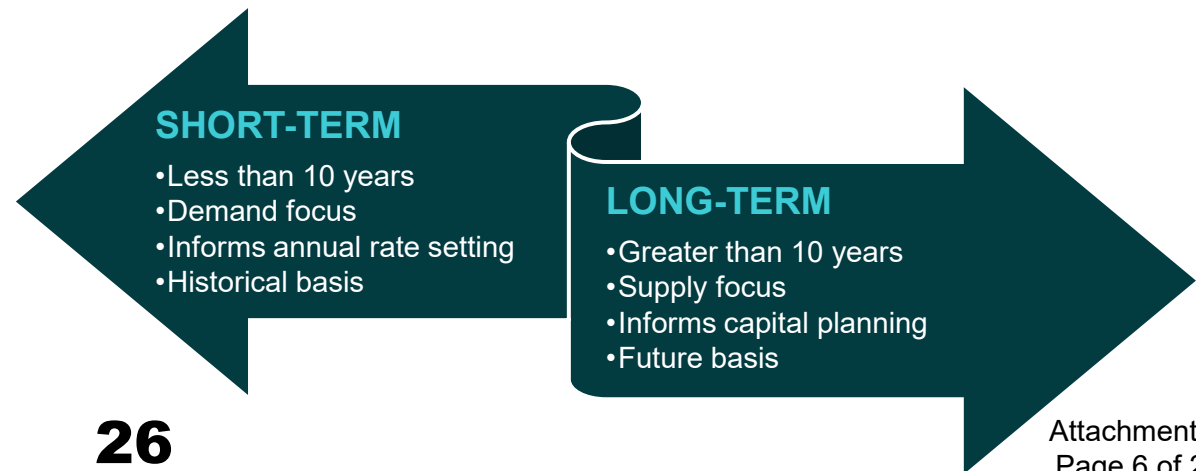 SHORT-TERM
•Less than 10 years
•Demand focus
•Informs annual rate setting
•Historical basis
LONG-TERM
•Greater than 10 years
•Supply focus
•Informs capital planning
•Future basis
26
Attachment
Page 6 of 2